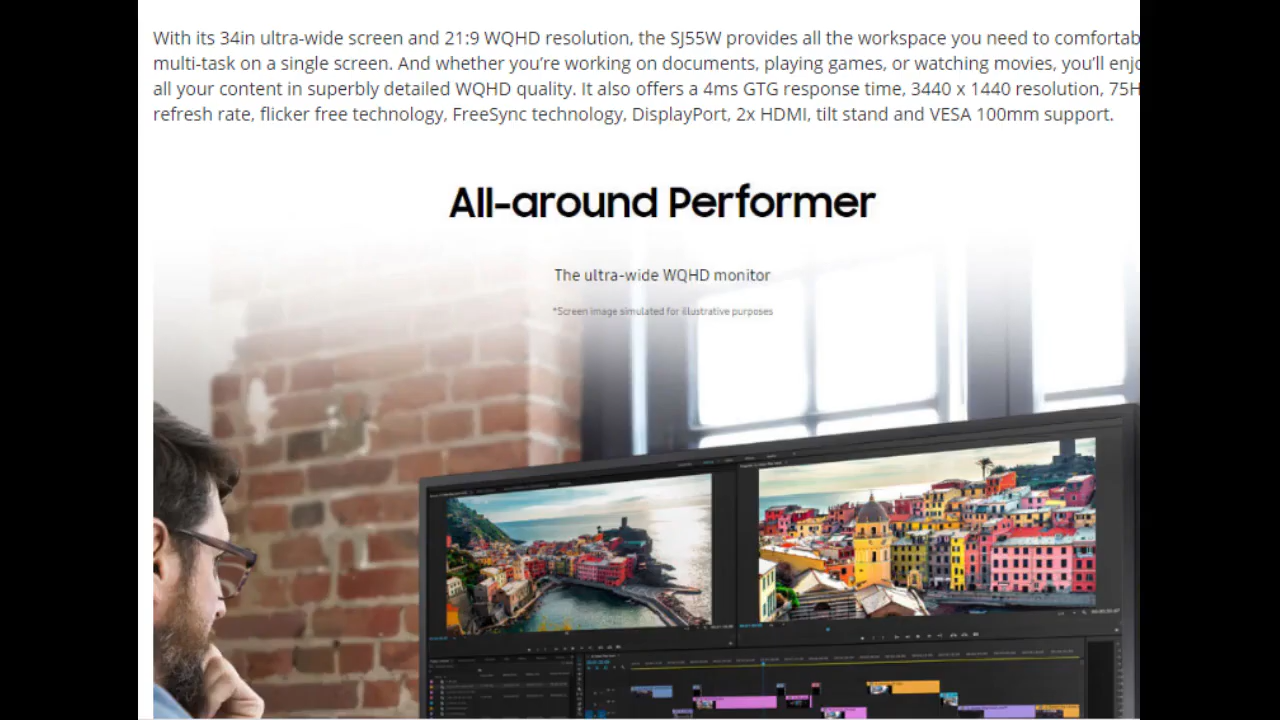 With its 34in ultra-wide screen and 21:9 WQHD resolution, the SJ55W provides all the workspace you need to comfortab
multi-task on a single screen. And whether you’re working on documents, playing games, or watching movies, you’ll enjo
all your content in superbly detailed WQHD quality. It also offers a 4ms GTG response time, 3440 x 1440 resolution, 75H
refresh rate, flicker free technology, FreeSync technology, DisplayPort, 2x HDMI, tilt stand and VESA 100mm support.
All-around Performer
The ultra-wide WQHD monitor
*Screen image simulated for illustrative purposes